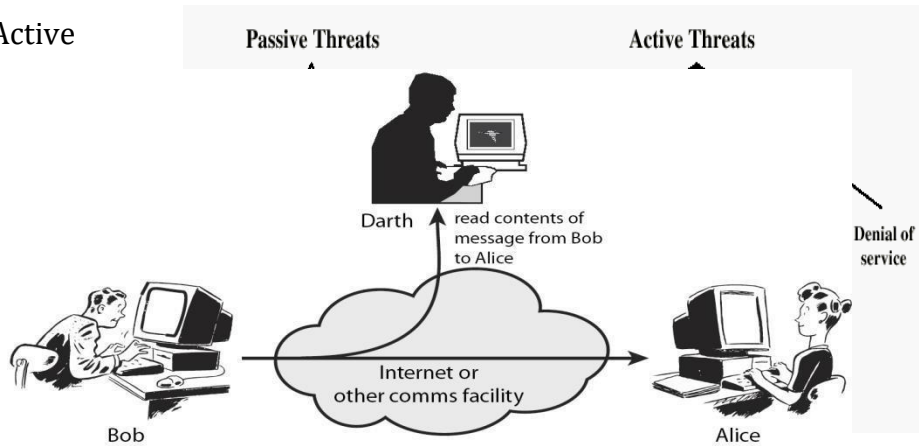 Active
Passive Threats
Active Threats
Darth
read contents of
message from Bob
to Alice
Denial of
service
Internet or
other comms facility
Bob
Alice